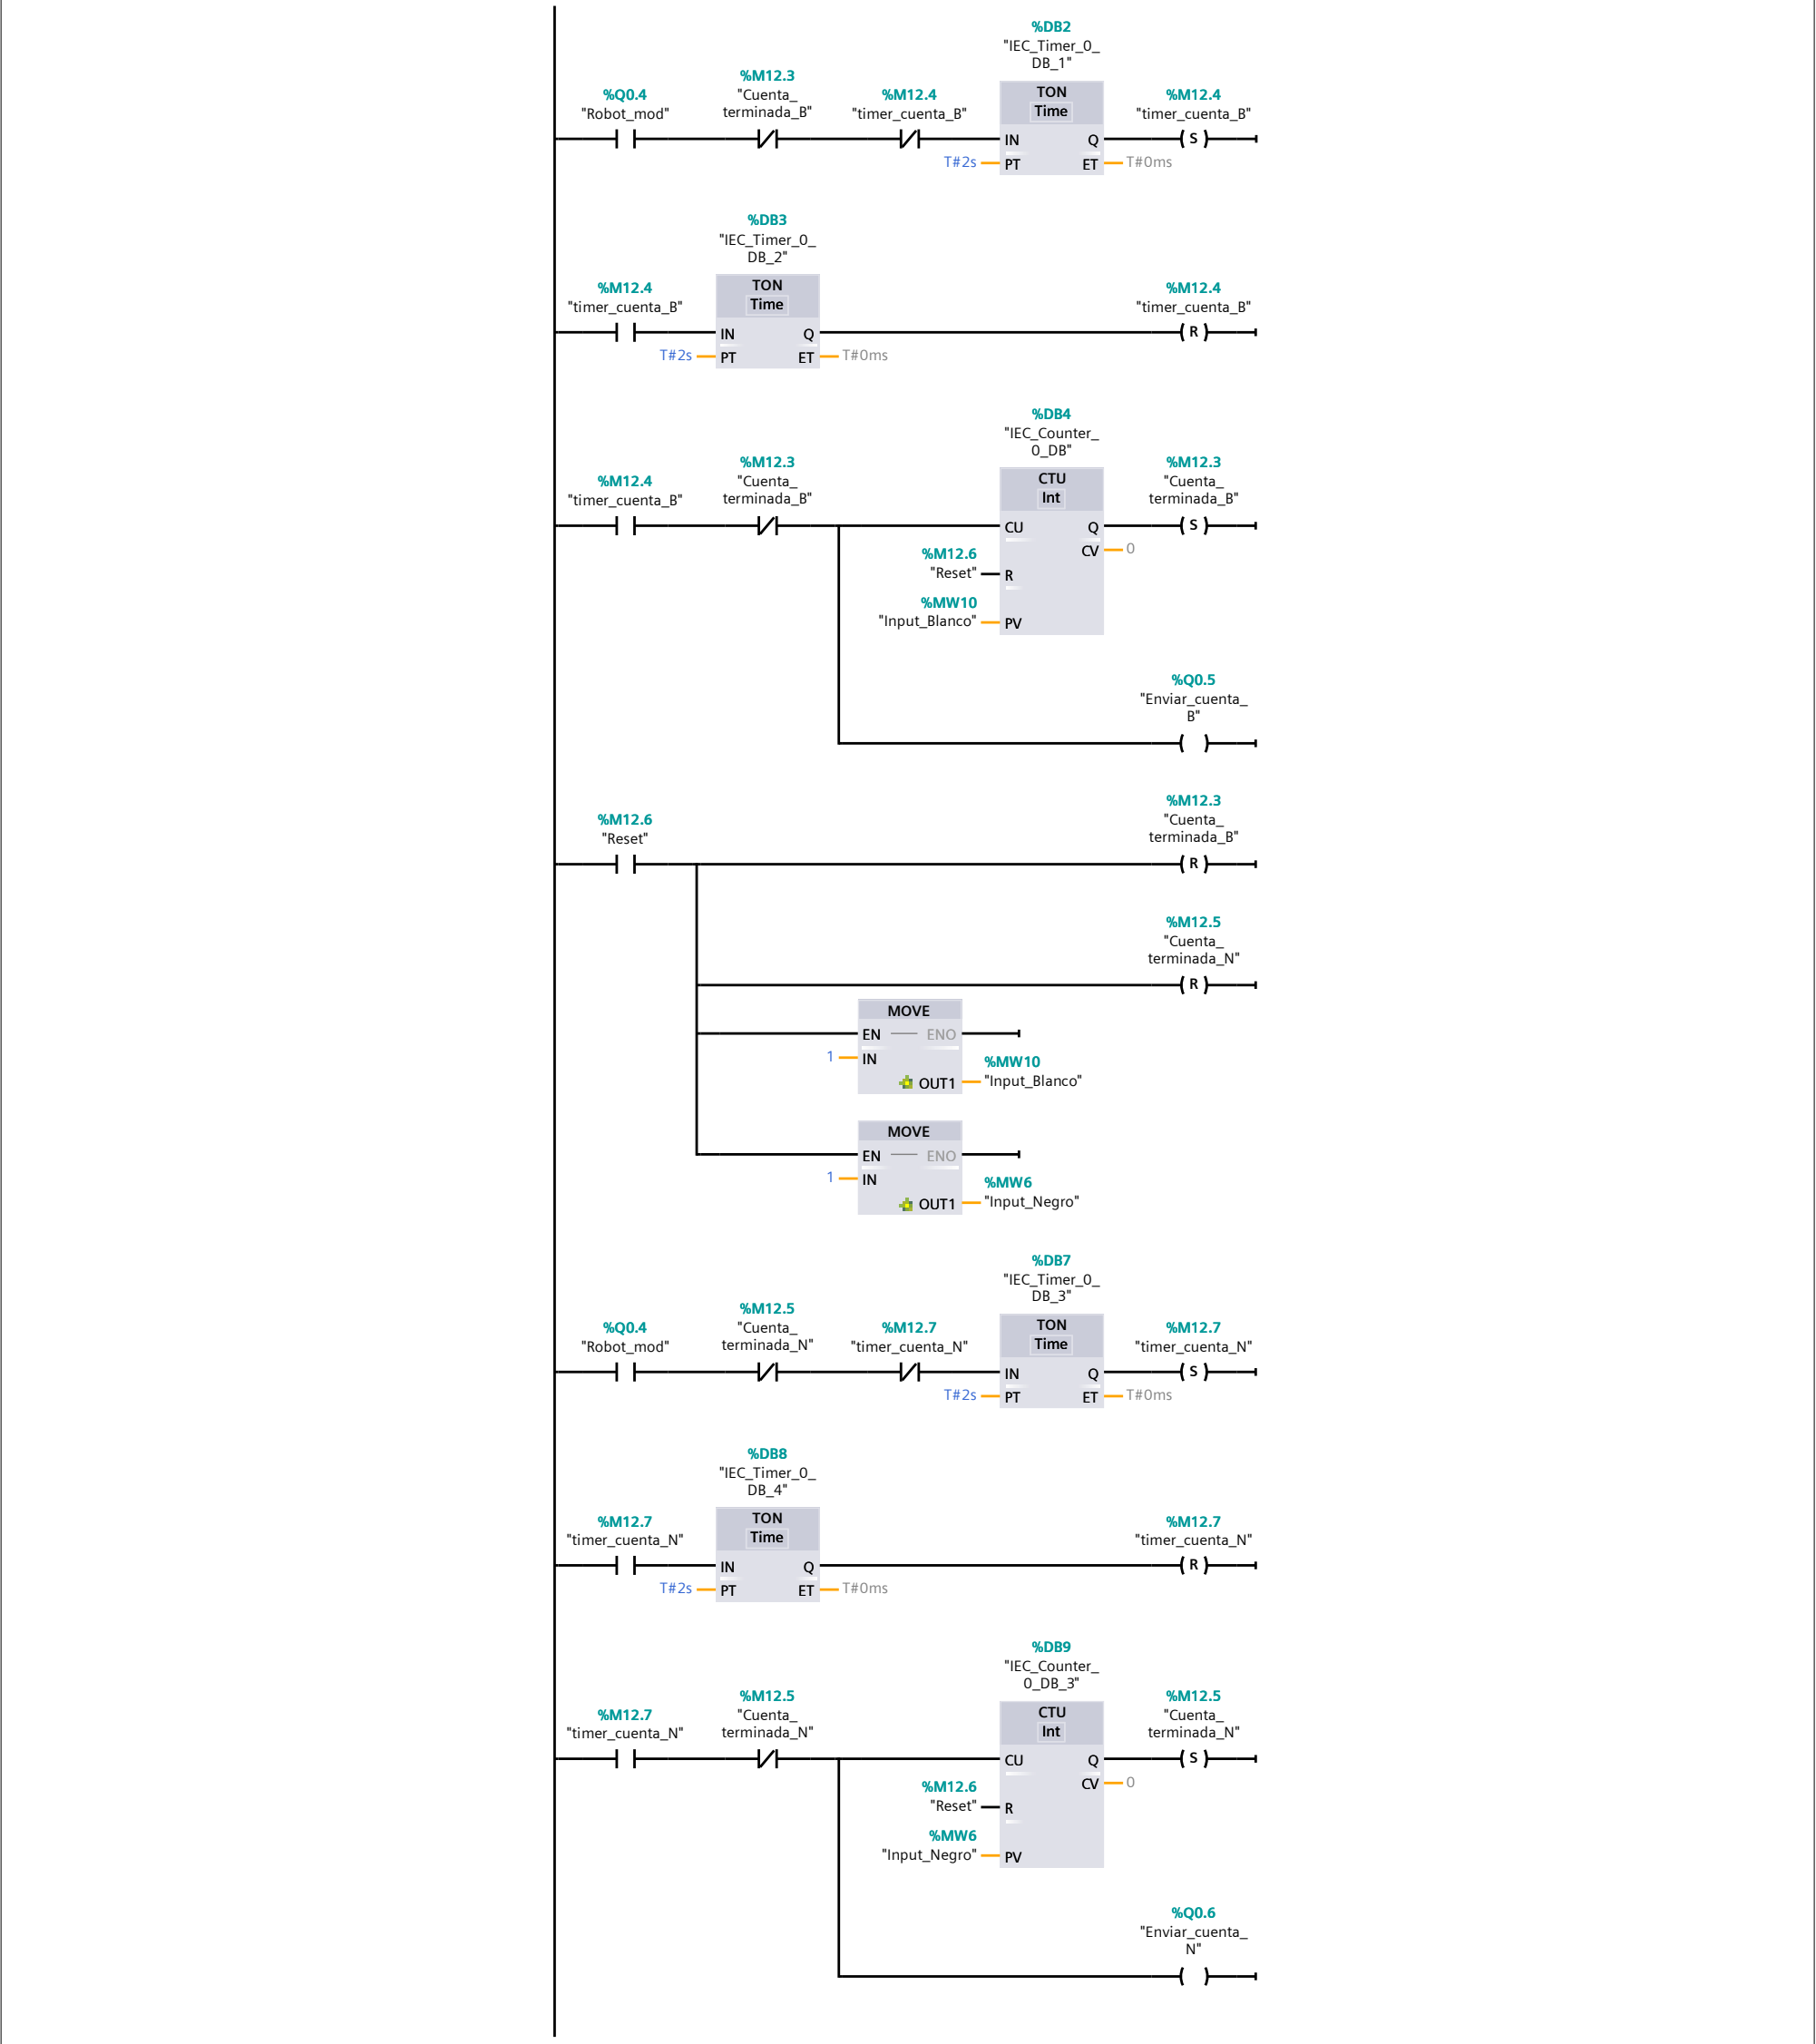 %DB2
"IEC_Timer_0_
DB_1"
%Q0.4
"Robot_mod"
%M12.3
"Cuenta_
terminada_B"
%M12.4
"timer_cuenta_B"
TON
Time
%M12.4
"timer_cuenta_B"
S
IN Q
T#2s PT ET T#0ms
%DB3
"IEC_Timer_0_
DB_2"
%M12.4
"timer_cuenta_B"
TON
Time
%M12.4
"timer_cuenta_B"
R
IN Q
T#2s PT ET T#0ms
%DB4
"IEC_Counter_
0_DB"
%M12.4
"timer_cuenta_B"
%M12.3
"Cuenta_
terminada_B"
CTU
Int
%M12.3
"Cuenta_
terminada_B"
S
CU Q
CV 0
%M12.6
"Reset" R
%MW10
"Input_Blanco" PV
%Q0.5
"Enviar_cuenta_
B"
%M12.6
"Reset"
%M12.3
"Cuenta_
terminada_B"
R
%M12.5
"Cuenta_
terminada_N"
R
MOVE
EN ENO
1 IN
%MW10
OUT1 "Input_Blanco"
MOVE
EN ENO
1 IN
%MW6
OUT1 "Input_Negro"
%DB7
"IEC_Timer_0_
DB_3"
%Q0.4
"Robot_mod"
%M12.5
"Cuenta_
terminada_N"
%M12.7
"timer_cuenta_N"
TON
Time
%M12.7
"timer_cuenta_N"
S
IN Q
T#2s PT ET T#0ms
%DB8
"IEC_Timer_0_
DB_4"
%M12.7
"timer_cuenta_N"
TON
Time
%M12.7
"timer_cuenta_N"
R
IN Q
T#2s PT ET T#0ms
%DB9
"IEC_Counter_
0_DB_3"
%M12.7
"timer_cuenta_N"
%M12.5
"Cuenta_
terminada_N"
CTU
Int
%M12.5
"Cuenta_
terminada_N"
S
CU Q
CV 0
%M12.6
"Reset" R
%MW6
"Input_Negro" PV
%Q0.6
"Enviar_cuenta_
N"